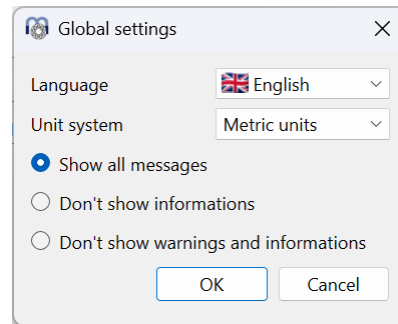 Global settings
Language English
Unit system Metric units
Show all messages
Don't show informations
Don't show warnings and informations
OK Cancel